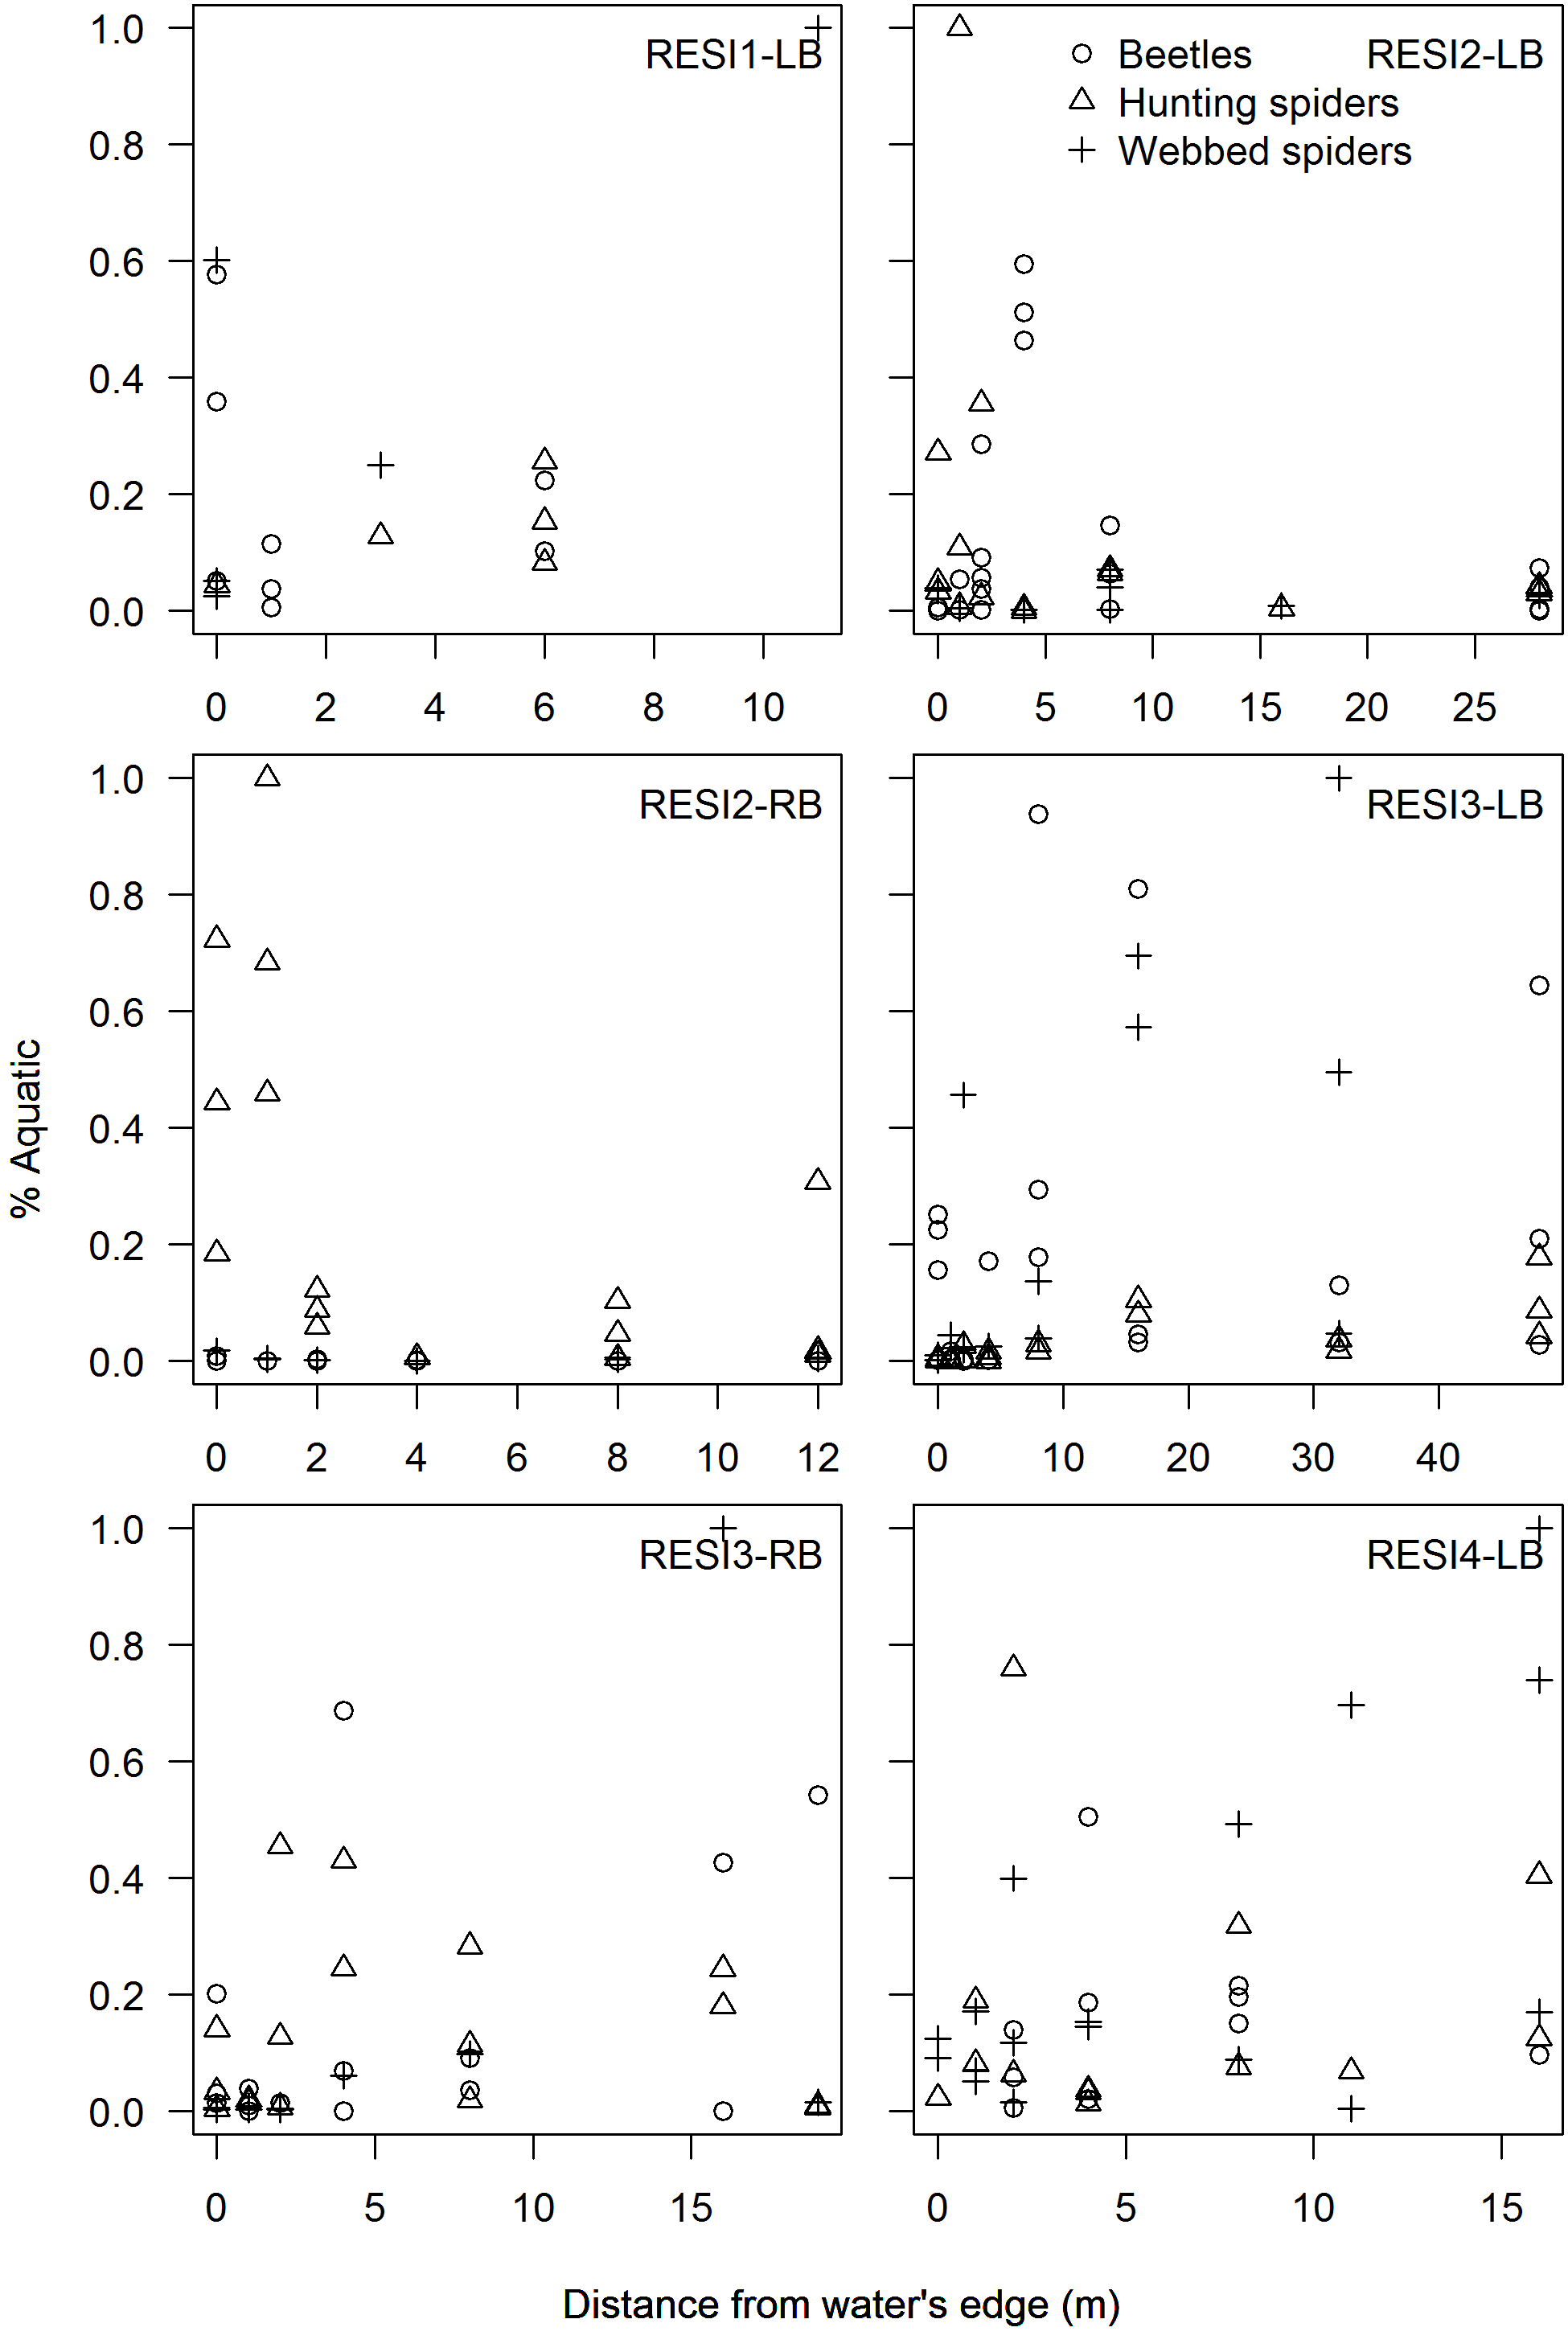 1.0
0.8
0.6
0.4
0.2
0.0
RESI1-LB
0 2 4 6 8 10
Beetles
Hunting spiders
Webbed spiders
RESI2-LB
0 5 10 15 20 25
1.0
0.8
0.6
0.4
0.2
0.0
RESI2-RB
0 2 4 6 8 10 12
RESI3-LB
0 10 20 30 40
% Aquatic
1.0
0.8
0.6
0.4
0.2
0.0
RESI3-RB
0 5 10 15
RESI4-LB
0 5 10 15
Distance from water's edge (m)